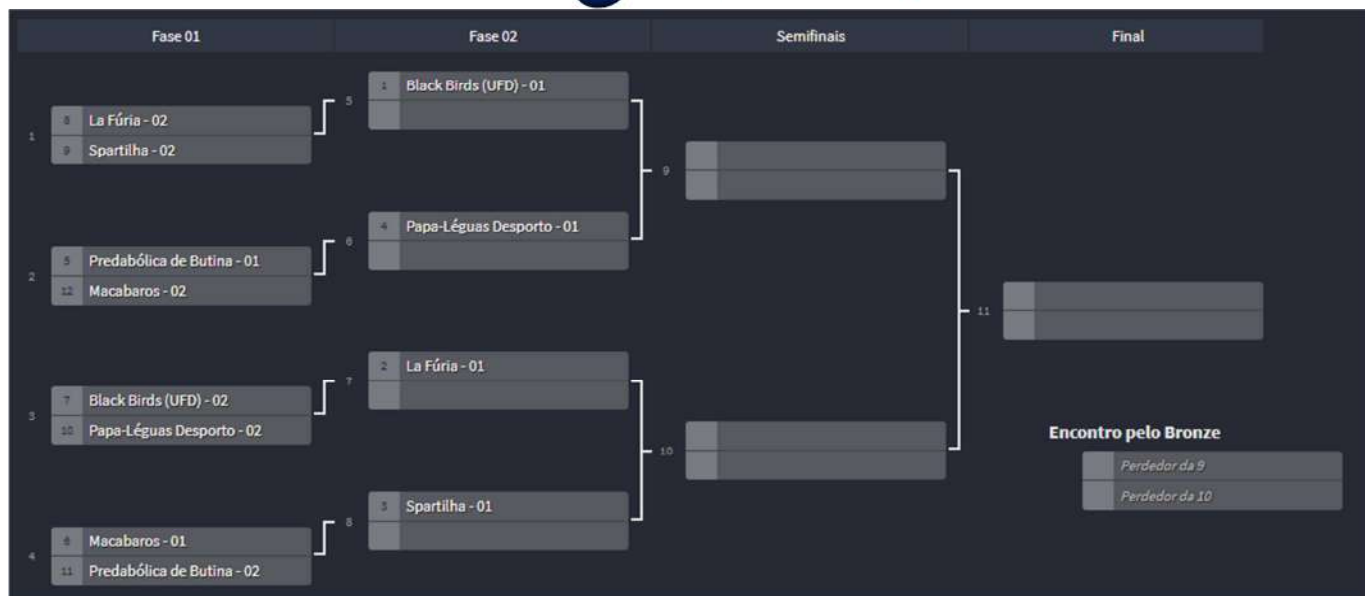 Fase 01
Fase 02
Semifinais
Final
1
8 La Fúria - 02
9 Spartilha - 02
2
5 Predabólica de Butina - 01
12 Macabaros - 02
3
7 Black Birds (UFD) - 02
10 Papa-Léguas Desporto - 02
4
6 Macabaros - 01
11 Predabólica de Butina - 02
5
1 Black Birds (UFD) - 01
6
4 Papa-Léguas Desporto - 01
7
2 La Fúria - 01
8
3 Spartilha - 01
9
10
11
Encontro pelo Bronze
Perdedor da 9
Perdedor da 10